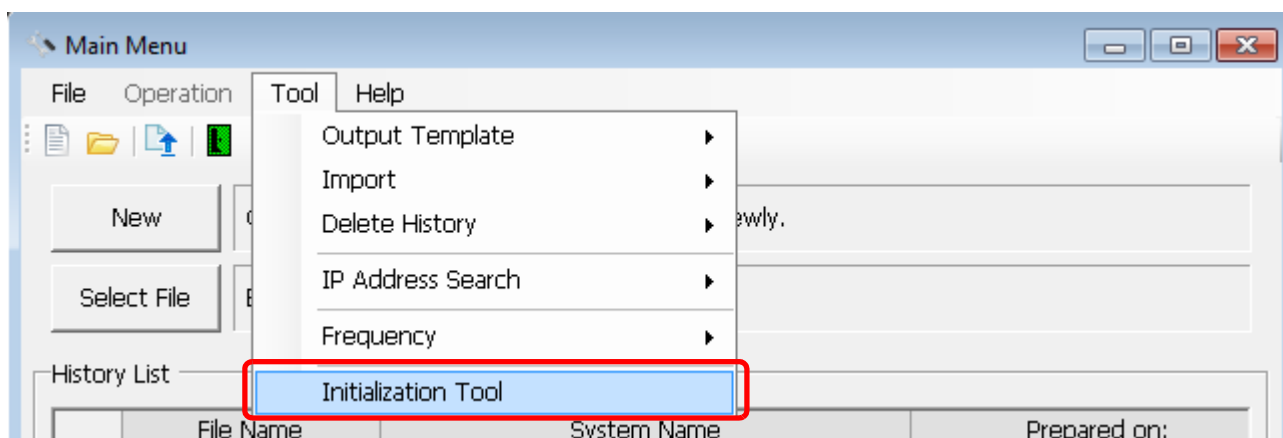 Main Menu
File Operation Tool Help
Output Template
Import
New
Delete History
IP Address Search
Select File
Frequency
History List
Initialization Tool
File Name System Name Prepared on: